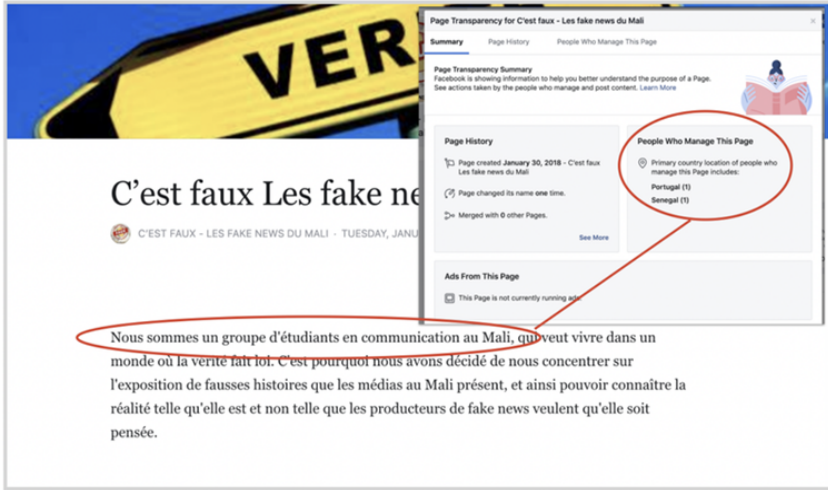 VER
Page Transparency for C'est faux - Les fake news du Mali
Summary Page History People Who Manage This Page
Page Transparency Summary
Facebook is showing information to help you better understand the purpose of a Page.
See actions taken by the people who manage and post content. Learn More
Page History
Page created January 30, 2018 - C'est faux
Les fake news du Mali
Page changed its name one time.
Merged with 0 other Pages.
See More
People Who Manage This Page
Primary country location of people who
manage this Page includes:
Portugal (1)
Senegal (1)
Ads From This Page
This Page is not currently running ads.
C'est faux Les fake ne
C'EST FAUX - LES FAKE NEWS DU MALI · TUESDAY, JANU
Nous sommes un groupe d'étudiants en communication au Mali, qui veut vivre dans un
monde où la verité fait loi. C'est pourquoi nous avons décidé de nous concentrer sur
l'exposition de fausses histoires que les médias au Mali présent, et ainsi pouvoir connaître la
réalité telle qu'elle est et non telle que les producteurs de fake news veulent qu'elle soit
pensée.